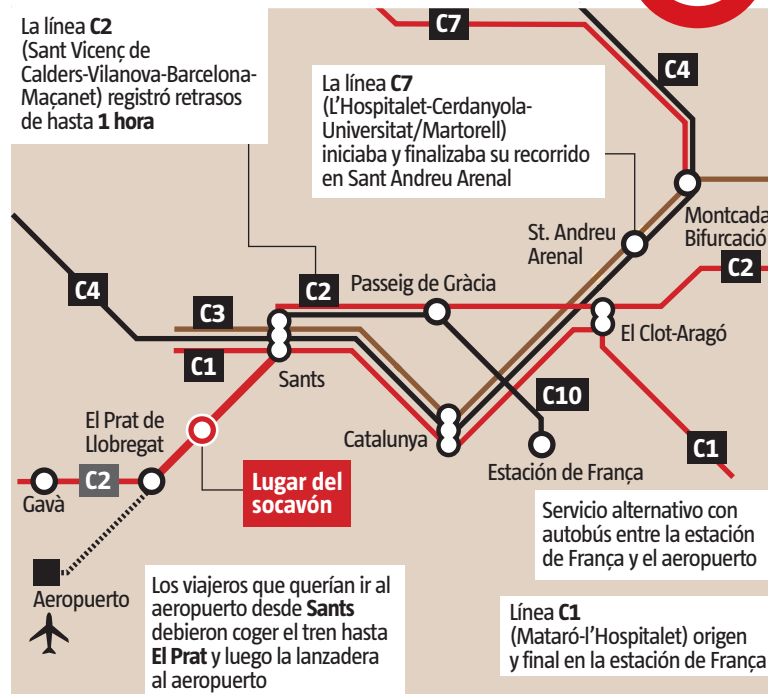 La línea C2
(Sant Vicenç de
Calders-Vilanova-Barcelona-
Maçanet) registró retrasos
de hasta 1 hora
C7
C4
La línea C7
(L'Hospitalet-Cerdanyola-
Universitat/Martorell)
iniciaba y finalizaba su recorrido
en Sant Andreu Arenal
Montcada
Bifurcació
St. Andreu
Arenal
C2
C4
C2
Passeig de Gràcia
C3
El Clot-Aragó
C1
Sants
C10
El Prat de
Llobregat
Catalunya
C1
Estación de França
C2
Gavà
Lugar del
socavón
Servicio alternativo con
autobús entre la estación
de França y el aeropuerto
Aeropuerto
Los viajeros que querían ir al
aeropuerto desde Sants
debieron coger el tren hasta
El Prat y luego la lanzadera
al aeropuerto
Línea C1
(Mataró-l'Hospitalet) origen
y final en la estación de França